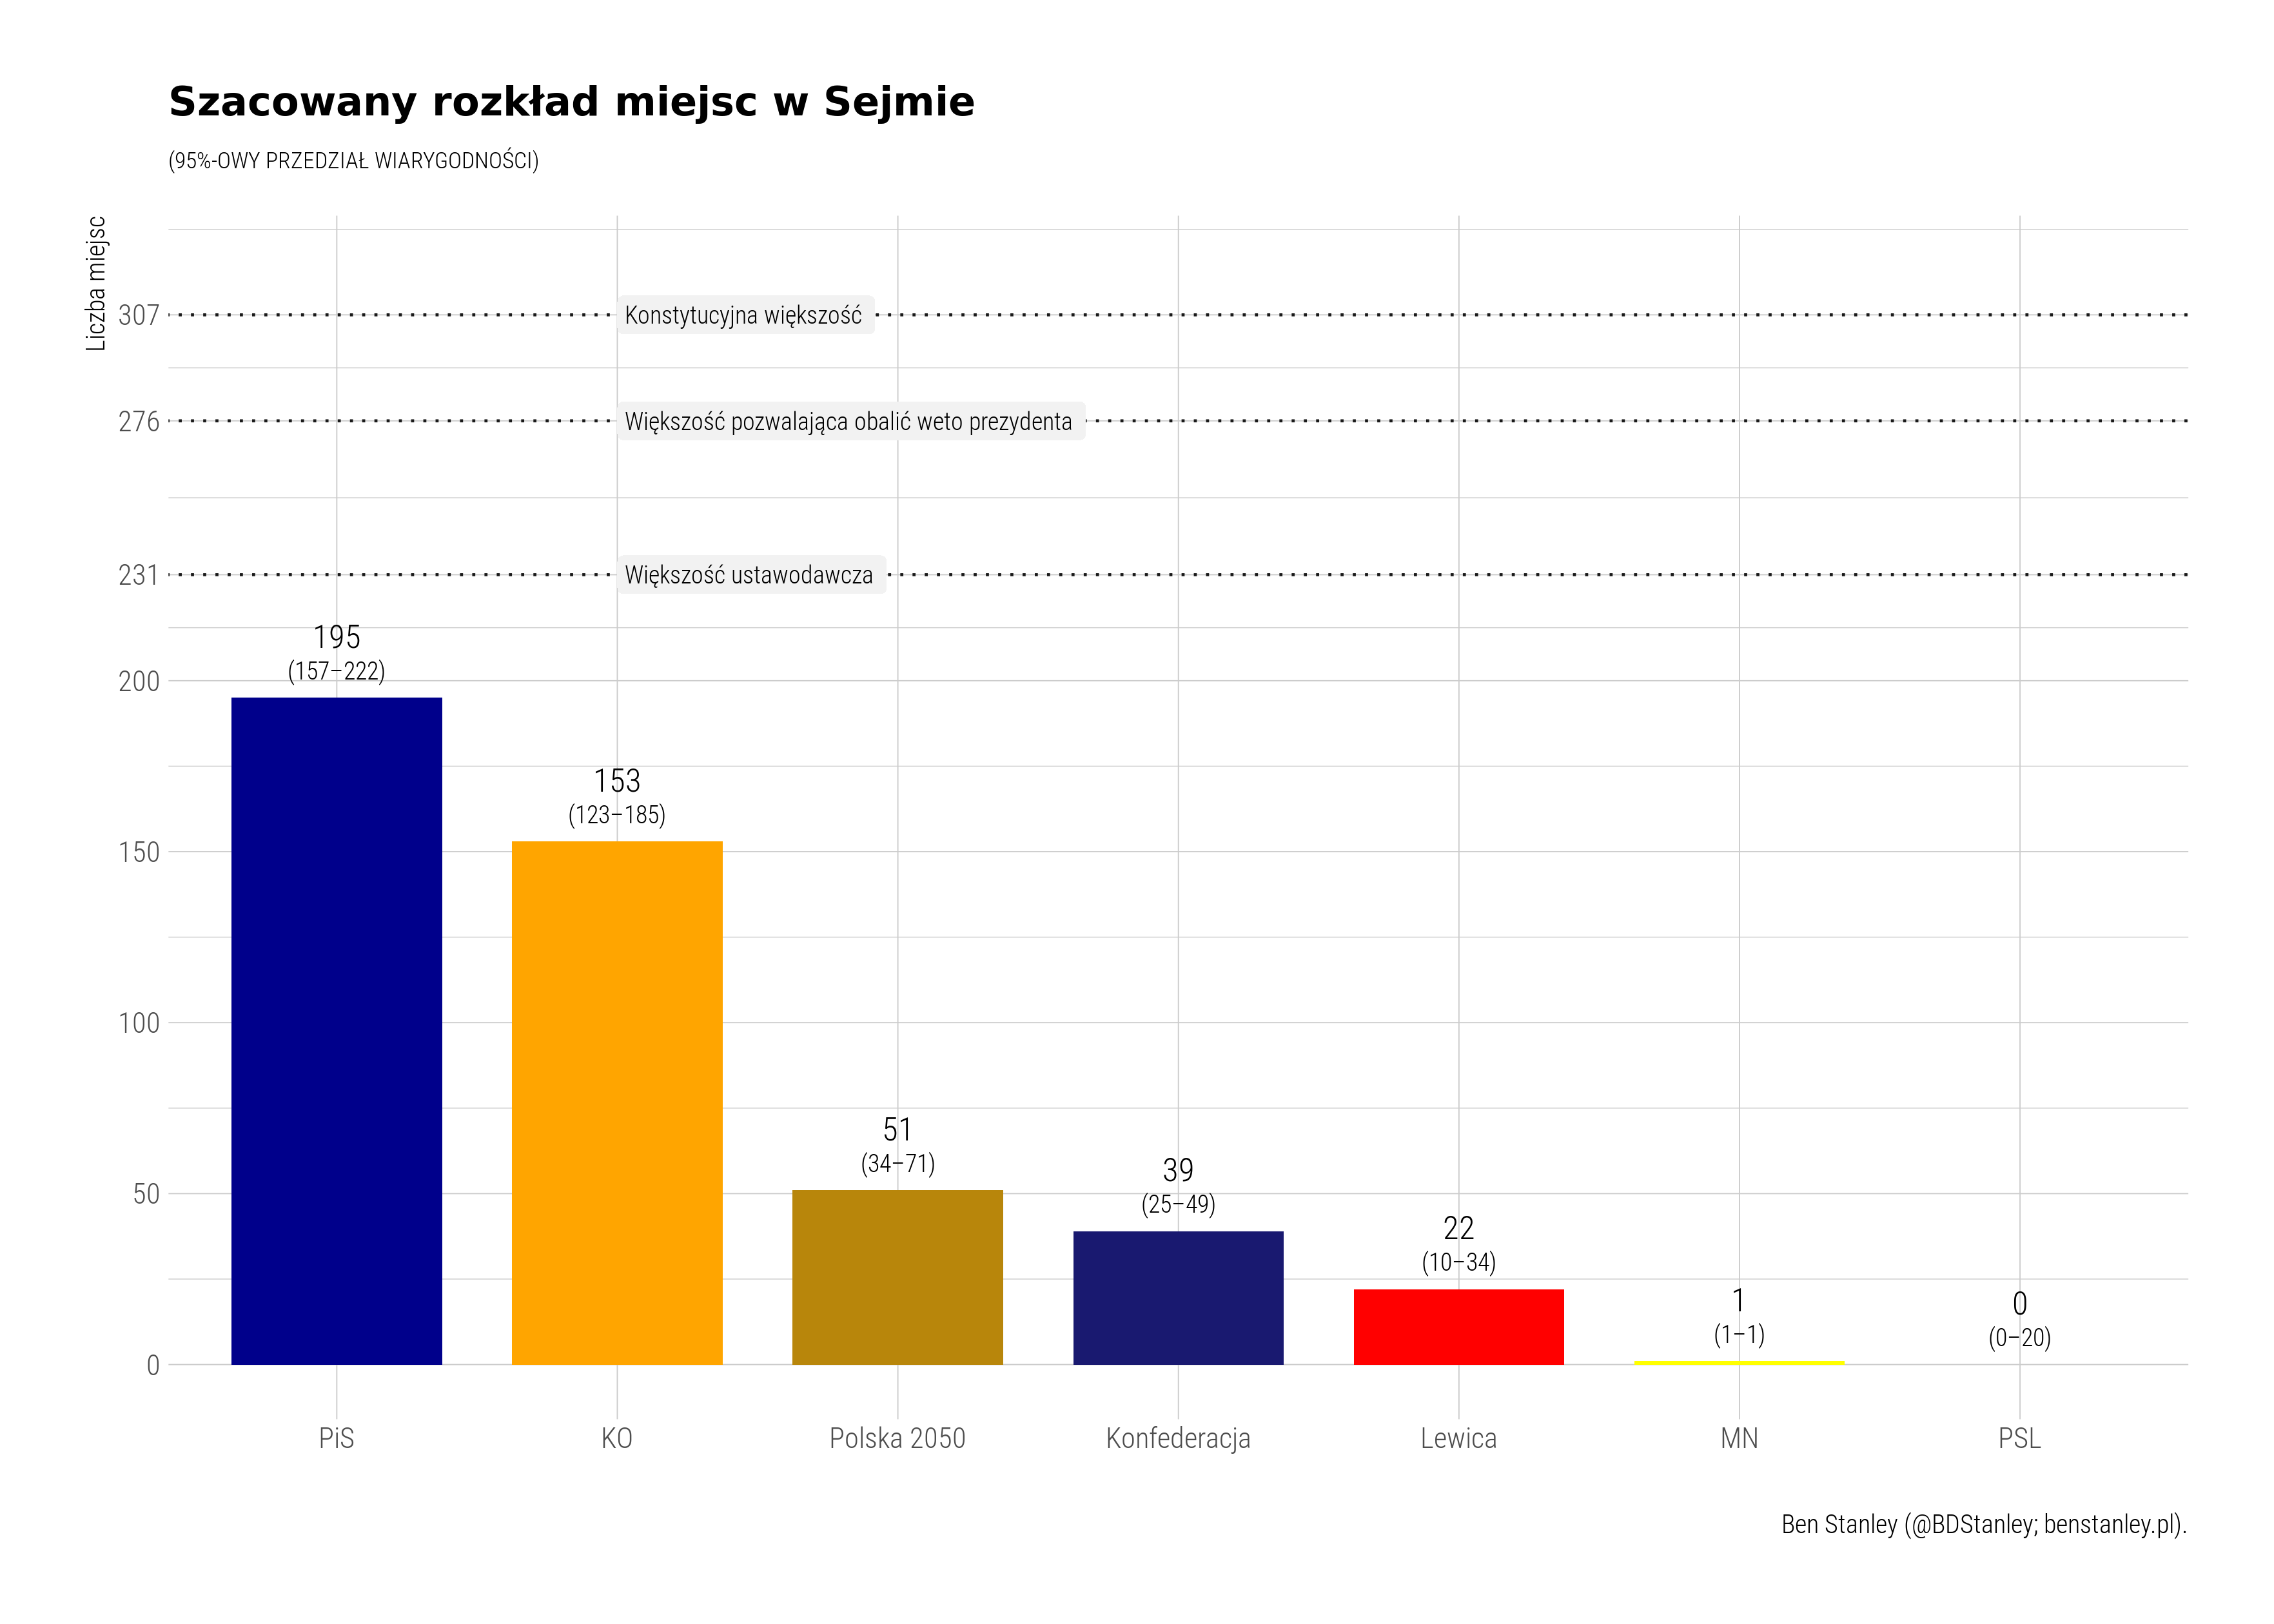 Szacowany rozkład miejsc w Sejmie
(95%-OWY PRZEDZIAŁ WIARYGODNOŚCI)
Liczba miejsc
307
Konstytucyjna większość
276
Większość pozwalająca obalić weto prezydenta
231
Większość ustawodawcza
195
(157–222)
200
153
(123–185)
150
100
51
(34–71)
39
(25–49)
50
22
(10–34)
1
(1–1)
0
(0–20)
0
PiS
KO
Polska 2050
Konfederacja
Lewica
MN
PSL
Ben Stanley (@BDStanley; benstanley.pl).